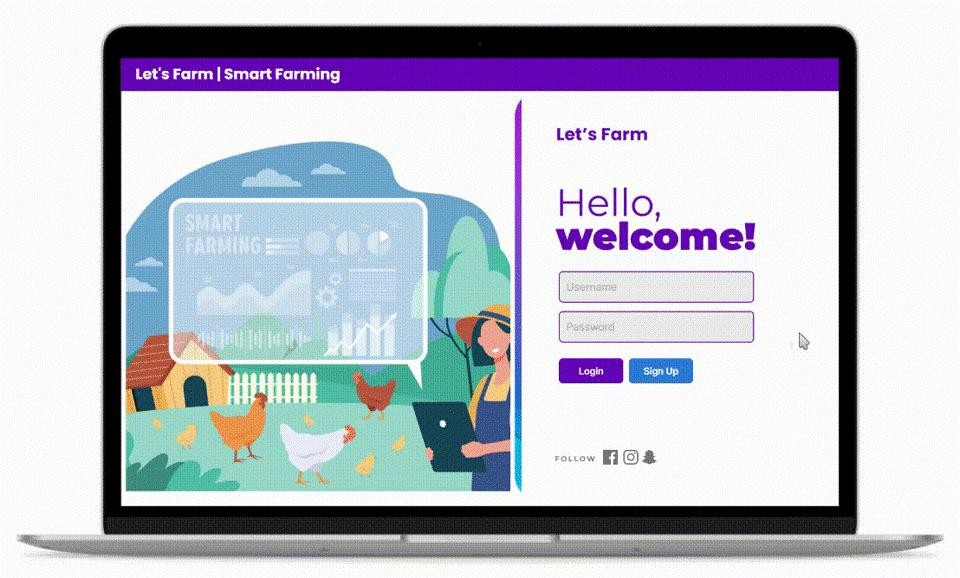 Let's Farm | Smart Farming
SMART
FARMING
Let's Farm
Hello,
welcome!
Username
Password
Login
Sign Up
FOLLOW